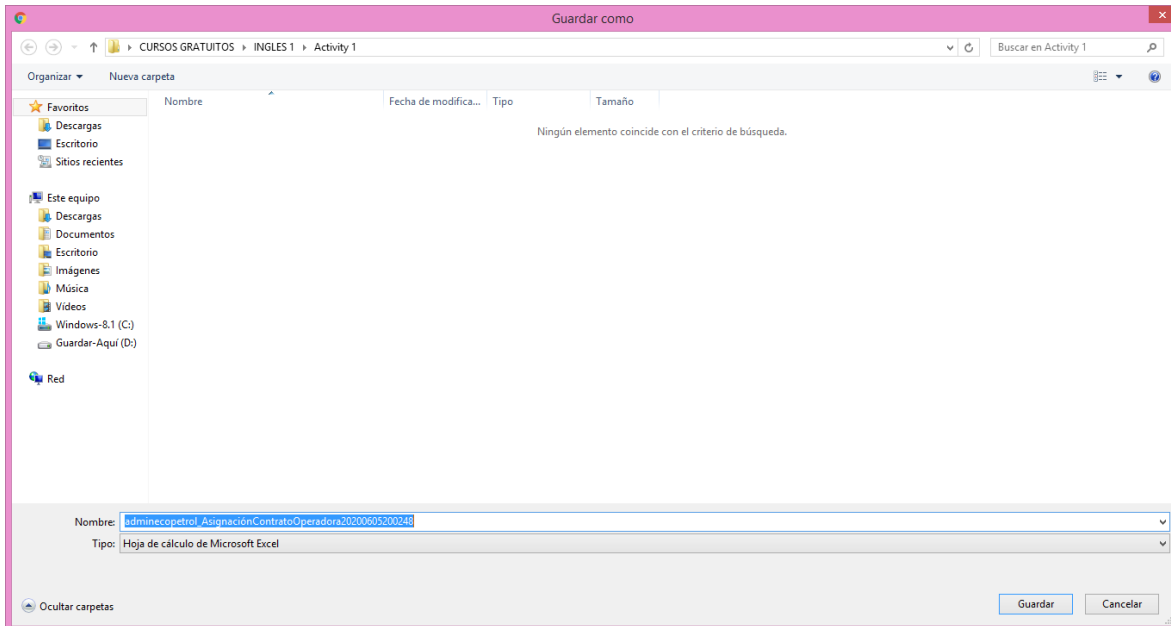 Guardar como
CURSOS GRATUITOS INGLES 1 Activity 1
Buscar en Activity 1
Organizar Nueva carpeta
Favoritos
Descargas
Escritorio
Sitios recientes
Este equipo
Descargas
Documentos
Escritorio
Imágenes
Música
Vídeos
Windows-8.1 (C:)
Guardar-Aquí (D:)
Red
Nombre Fecha de modifica... Tipo Tamaño
Ningún elemento coincide con el criterio de búsqueda.
Nombre: adminecopetrol_AsignaciónContratoOperadora20200605200248
Tipo: Hoja de cálculo de Microsoft Excel
Ocultar carpetas
Guardar Cancelar